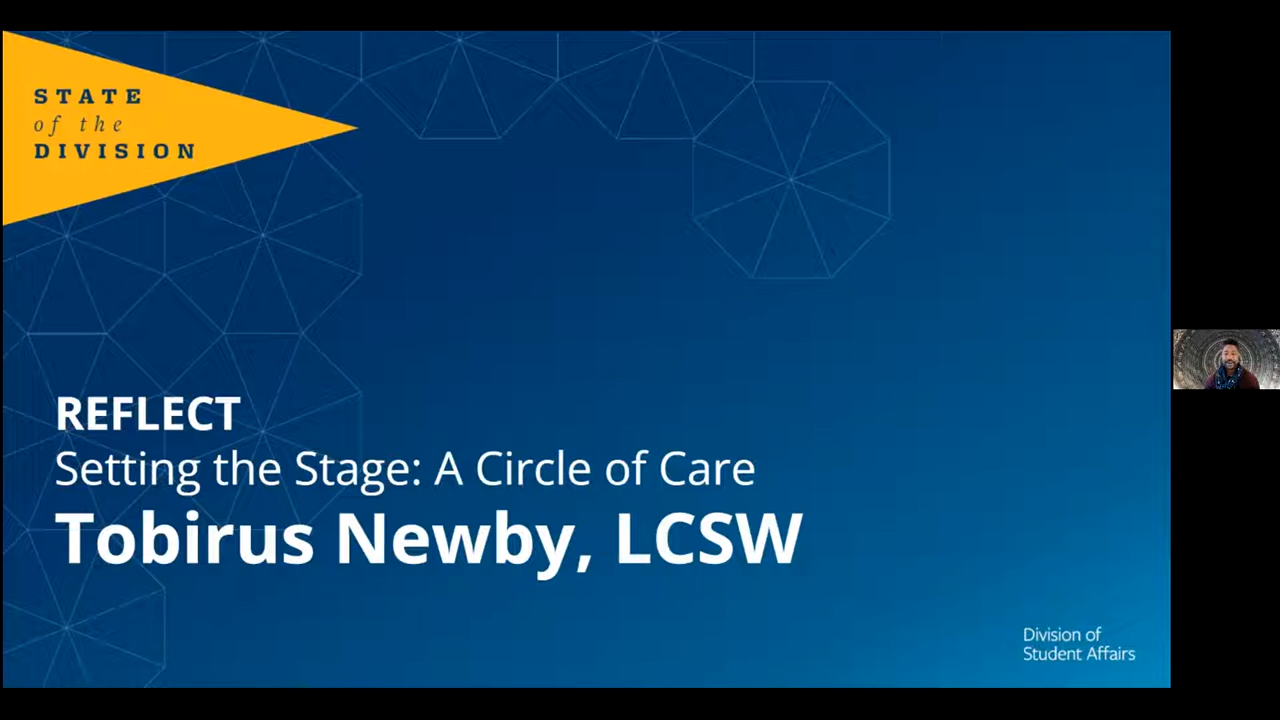 STATE
of the
DIVISION
REFLECT
Setting the Stage: A Circle of Care
Tobirus Newby, LCSW
Division of
Student Affairs